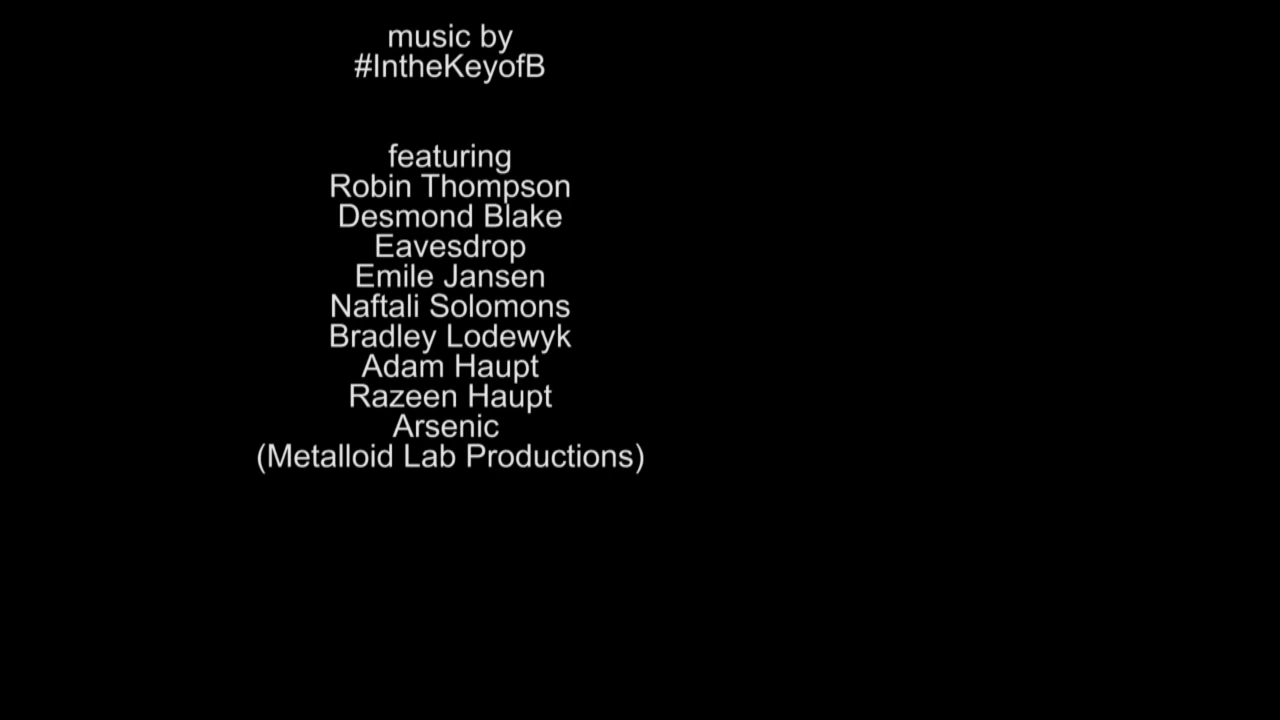 music by
#IntheKeyofB
featuring
Robin Thompson
Desmond Blake
Eavesdrop
Emile Jansen
Naftali Solomons
Bradley Lodewyk
Adam Haupt
Razeen Haupt
Arsenic
(Metalloid Lab Productions)